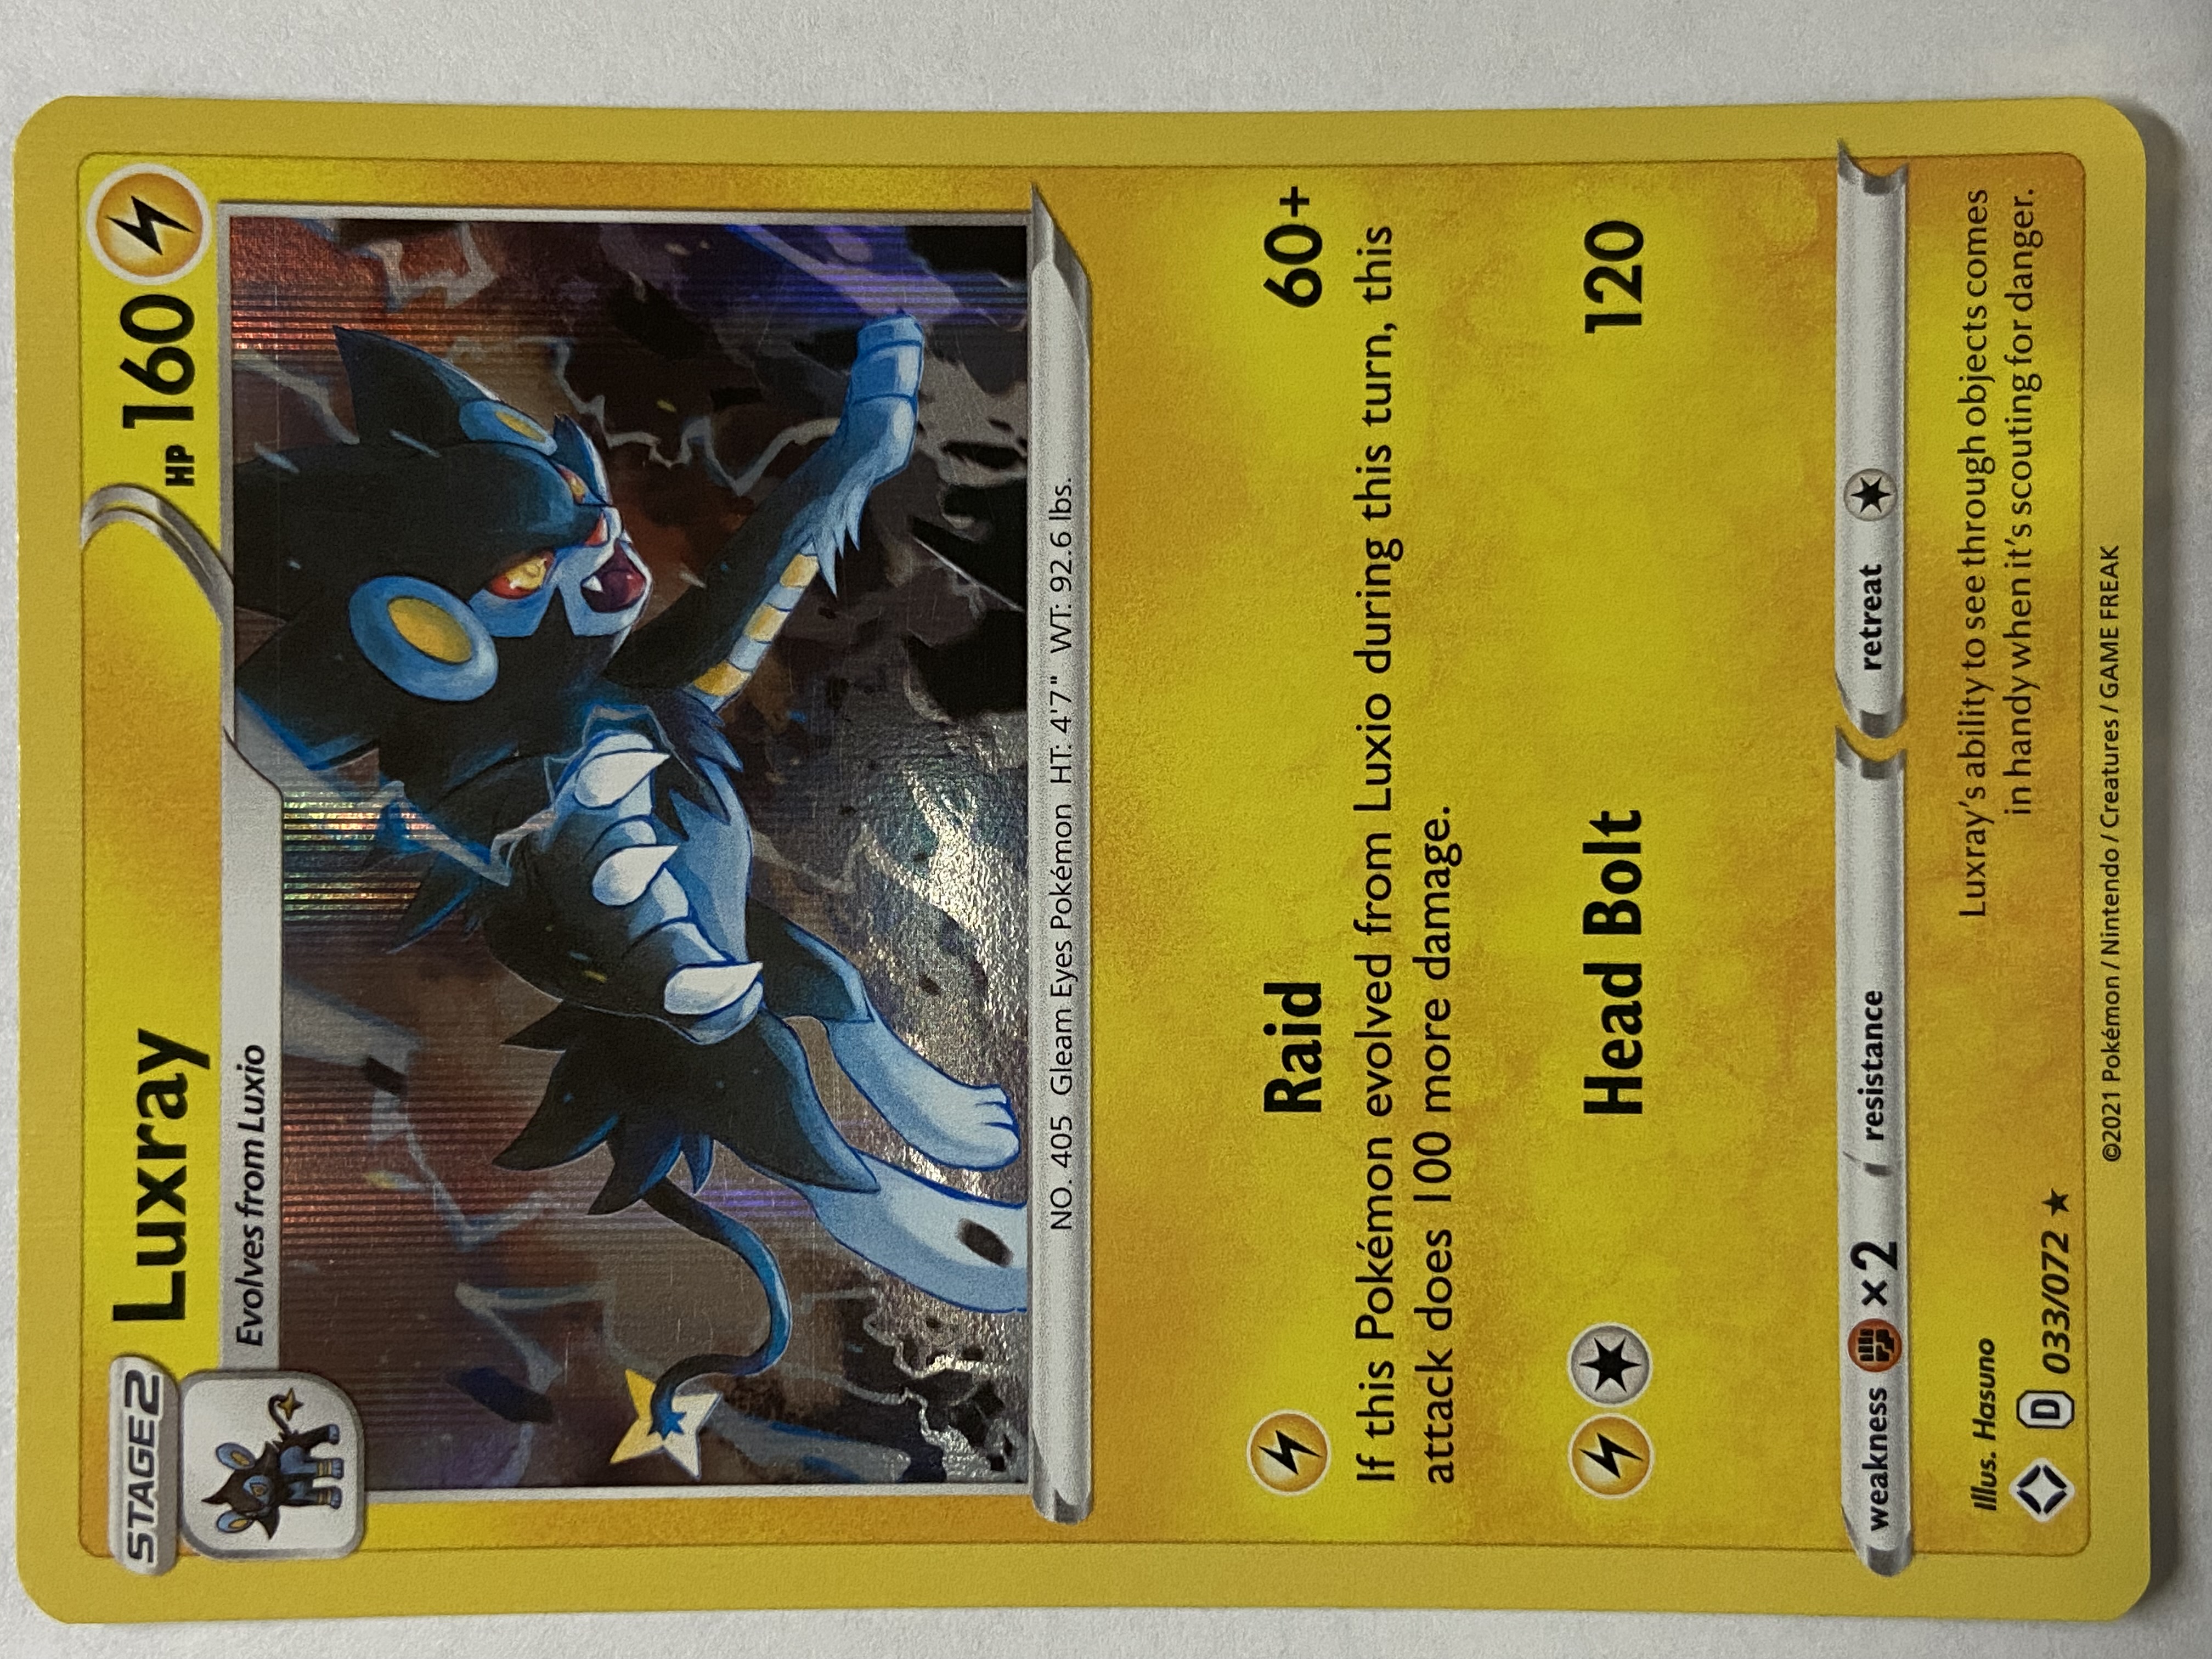 STAGE2 Luxray HP 160
Evolves from Luxio
NO. 405 Gleam Eyes Pokémon HT: 4'7" WT: 92.6 lbs.
Raid 60+
If this Pokémon evolved from Luxio during this turn, this
attack does 100 more damage.
Head Bolt 120
weakness ×2 resistance retreat
Illus. Hasuno
Luxray's ability to see through objects comes
in handy when it's scouting for danger.
D 033/072 ★
©2021 Pokémon / Nintendo / Creatures / GAME FREAK